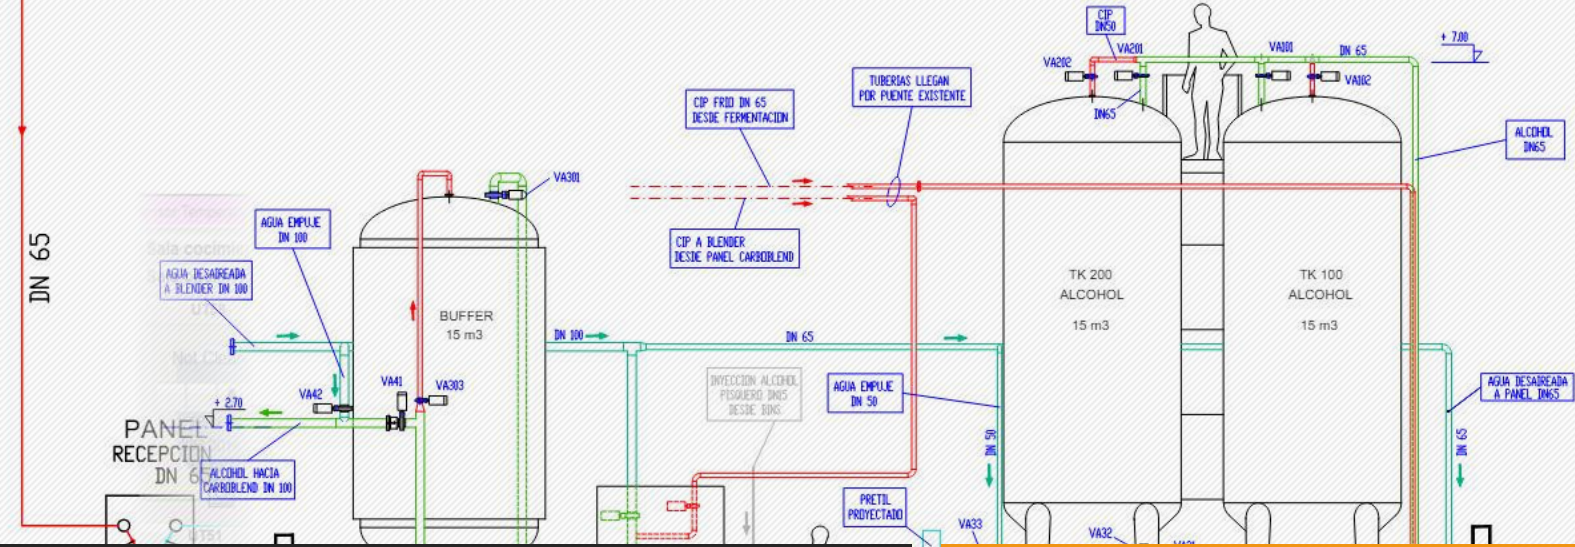 DN 65
PANEL
RECEPCION
DN 65
AGUA EMPUJE
DN 100
Sala cocim
AGUA DESAIREADA
A BLENDER DN 100
VA42
+ 2.70
ALCOHOL HACIA
CARBOBLEND DN 100
BUFFER
15 m3
VA41
VA303
VA301
DN 100
CIP FRIO DN 65
DESDE FERMENTACION
CIP A BLENDER
DESDE PANEL CARBOBLEND
TUBERIAS LLEGAN
POR PUENTE EXISTENTE
DN 65
INYECCION ALCOHOL
PISQUERO DN15
DESDE BINS
AGUA EMPUJE
DN 50
PRETIL
PROYECTADO
CIP
DN50
VA201
VA202
DN65
VA101
DN 65
VA102
+ 7.00
ALCOHOL
DN65
TK 200
ALCOHOL
15 m3
TK 100
ALCOHOL
15 m3
AGUA DESAIREADA
A PANEL DN65
DN 50
DN 65
VA33
VA32